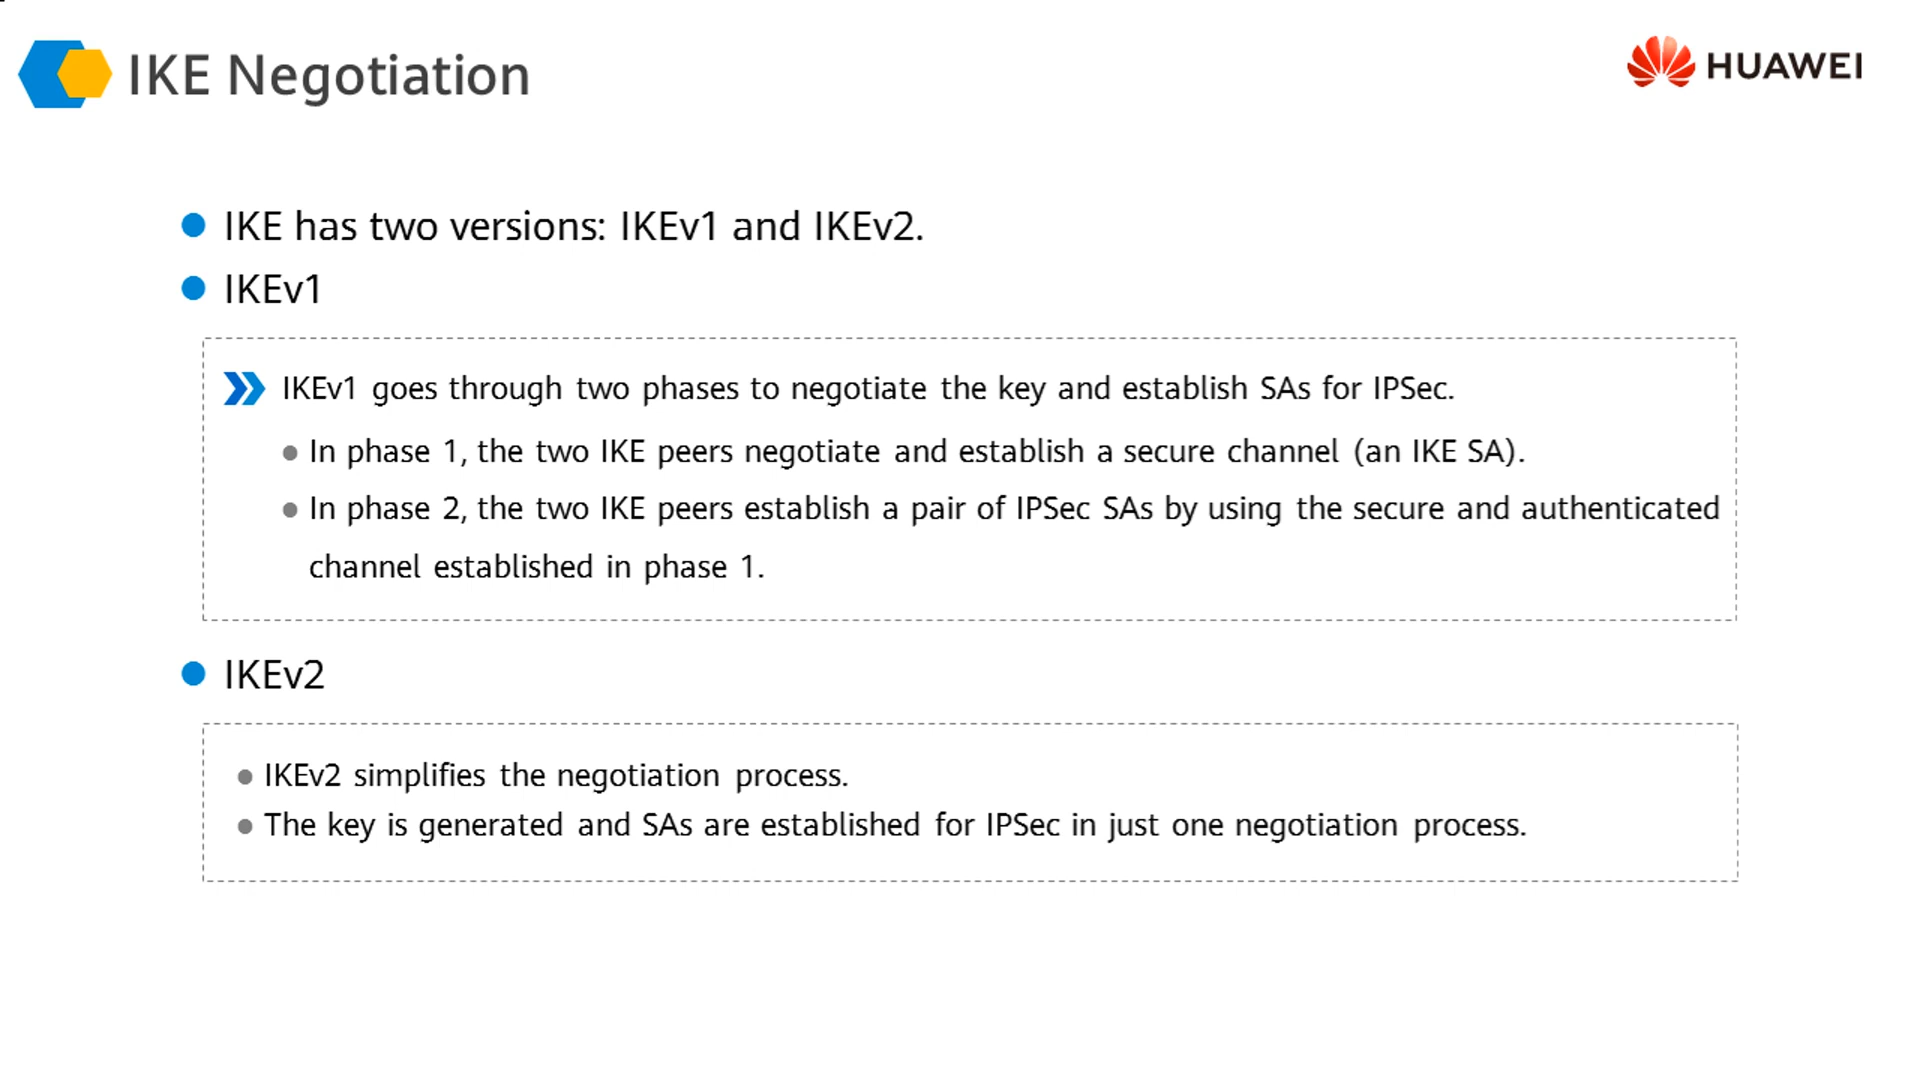 IKE Negotiation
HUAWEI
IKE has two versions: IKEv1 and IKEv2.
IKEv1
IKEv1 goes through two phases to negotiate the key and establish SAs for IPSec.
In phase 1, the two IKE peers negotiate and establish a secure channel (an IKE SA).
In phase 2, the two IKE peers establish a pair of IPSec SAs by using the secure and authenticated
channel established in phase 1.
IKEv2
IKEv2 simplifies the negotiation process.
The key is generated and SAs are established for IPSec in just one negotiation process.